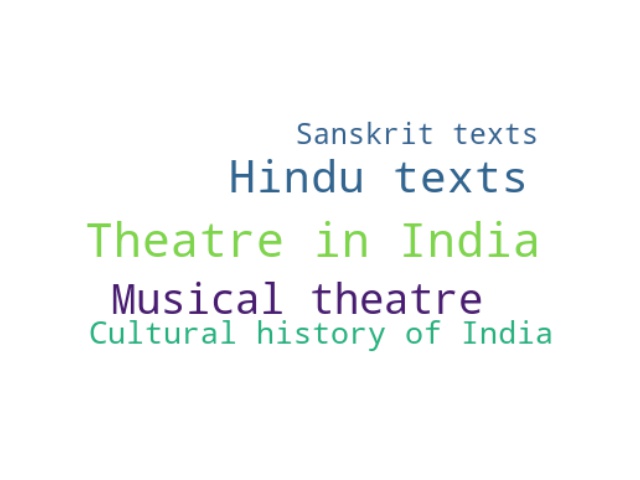 Sanskrit texts
Hindu texts
Theatre in India
Musical theatre
Cultural history of India